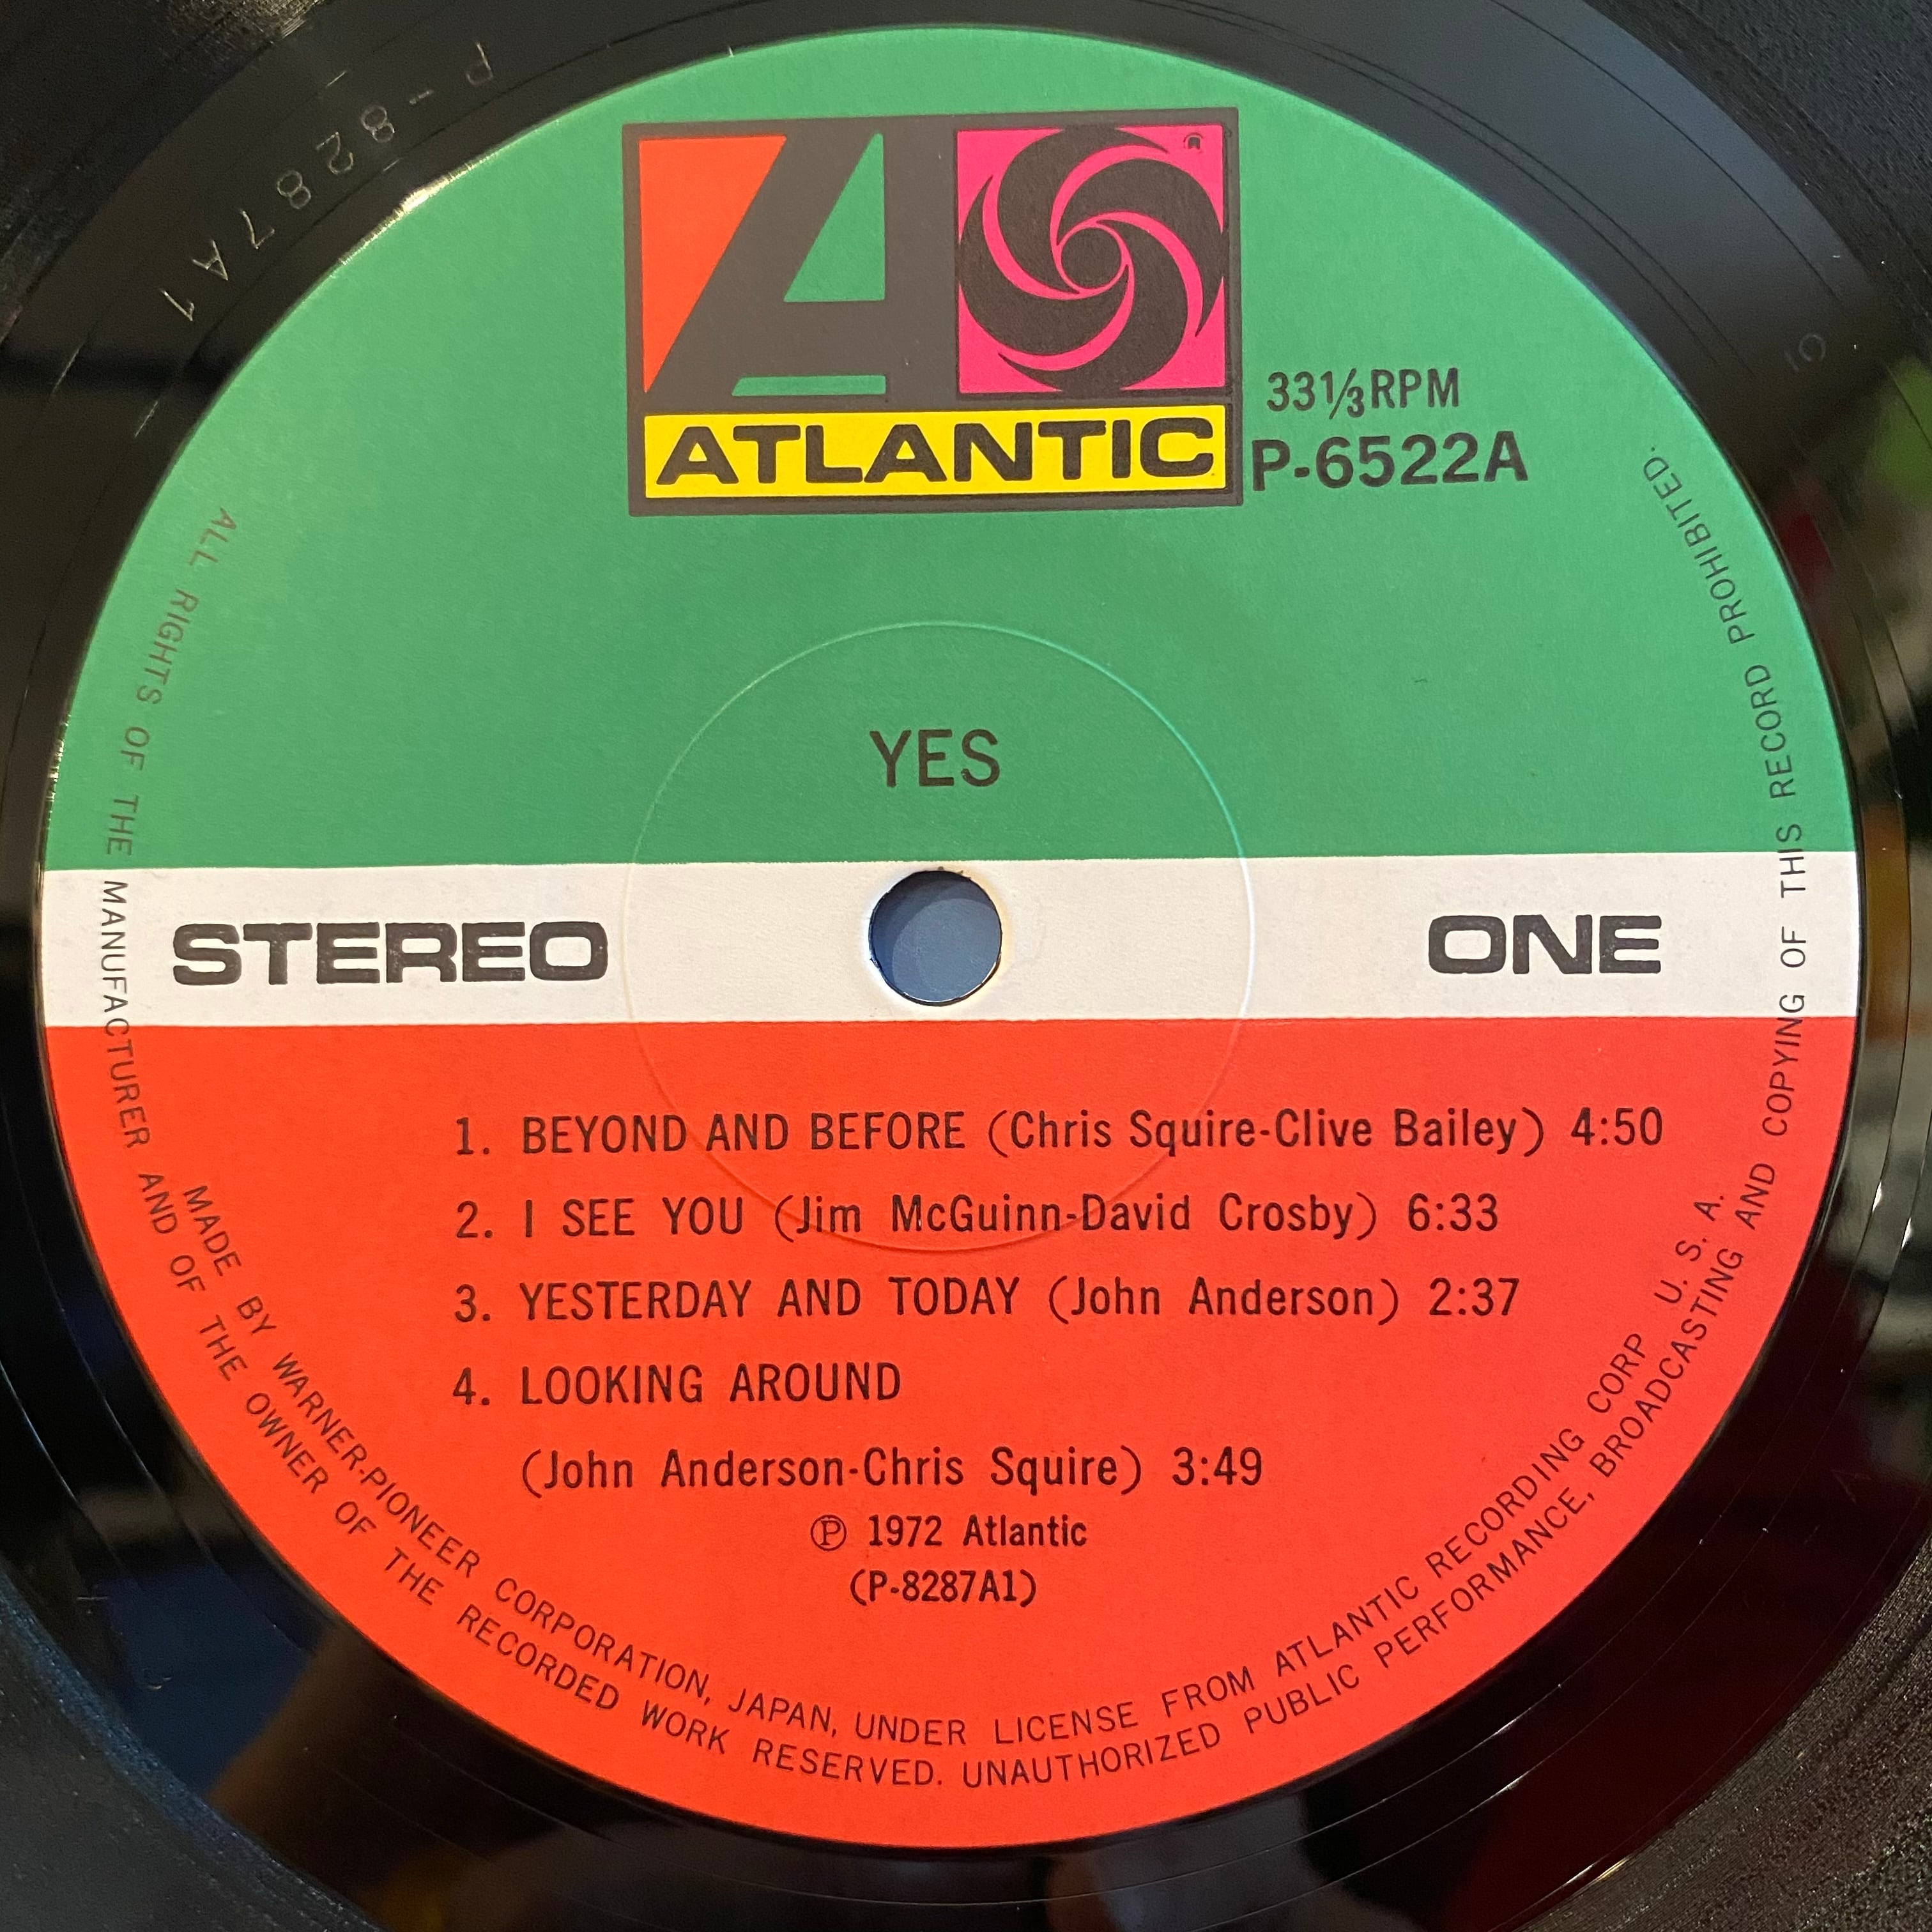 P-8287A1
ATLANTIC
33⅓RPM
P-6522A
YES
STEREO
ONE
1. BEYOND AND BEFORE (Chris Squire-Clive Bailey) 4:50
2. I SEE YOU (Jim McGuinn-David Crosby) 6:33
3. YESTERDAY AND TODAY (John Anderson) 2:37
4. LOOKING AROUND
(John Anderson-Chris Squire) 3:49
Ⓟ 1972 Atlantic
(P-8287A1)
MADE BY WARNER-PIONEER CORPORATION, JAPAN, UNDER LICENSE FROM ATLANTIC RECORDING CORP U. S. A.
ALL RIGHTS OF THE MANUFACTURER AND OF THE OWNER OF THE RECORDED WORK RESERVED. UNAUTHORIZED PUBLIC PERFORMANCE, BROADCASTING AND COPYING OF THIS RECORD PROHIBITED.